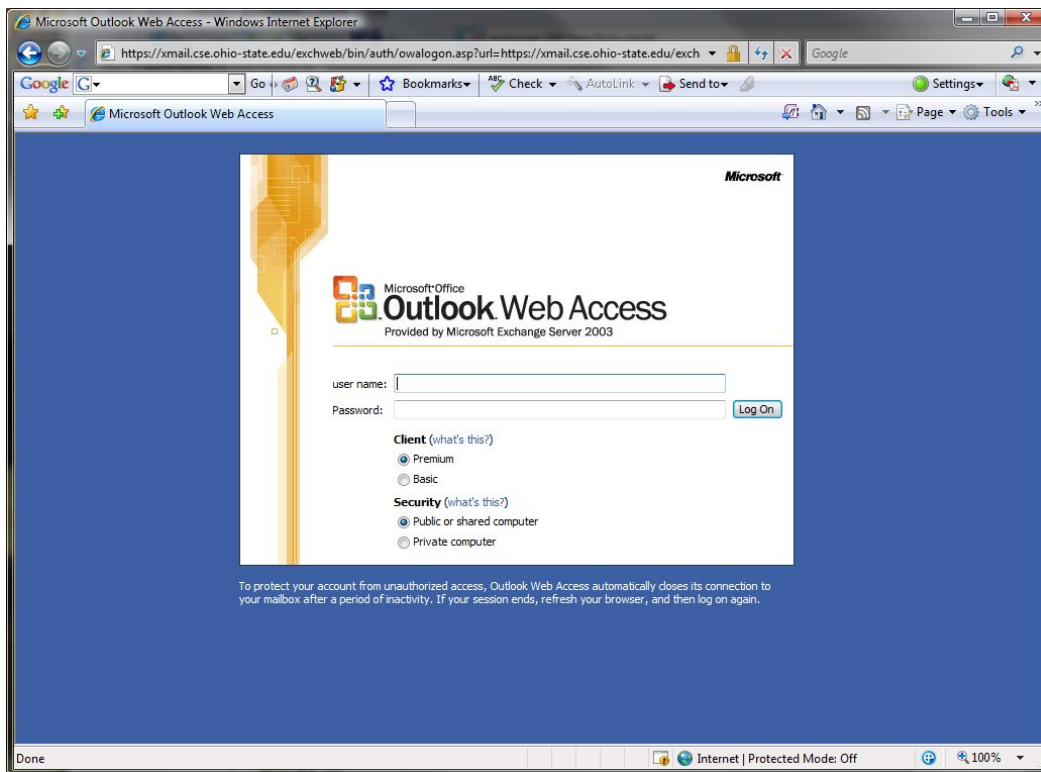 Microsoft Outlook Web Access - Windows Internet Explorer
https://xmail.cse.ohio-state.edu/exchweb/bin/auth/owalogon.asp?url=https://xmail.cse.ohio-state.edu/exch
Google
Google G Go Bookmarks ABC Check AutoLink Send to Settings
Microsoft Outlook Web Access Page Tools
Microsoft
Microsoft Office
Outlook Web Access
Provided by Microsoft Exchange Server 2003
user name:
Password: Log On
Client (what's this?)
Premium
Basic
Security (what's this?)
Public or shared computer
Private computer
To protect your account from unauthorized access, Outlook Web Access automatically closes its connection to
your mailbox after a period of inactivity. If your session ends, refresh your browser, and then log on again.
Done Internet | Protected Mode: Off 100%